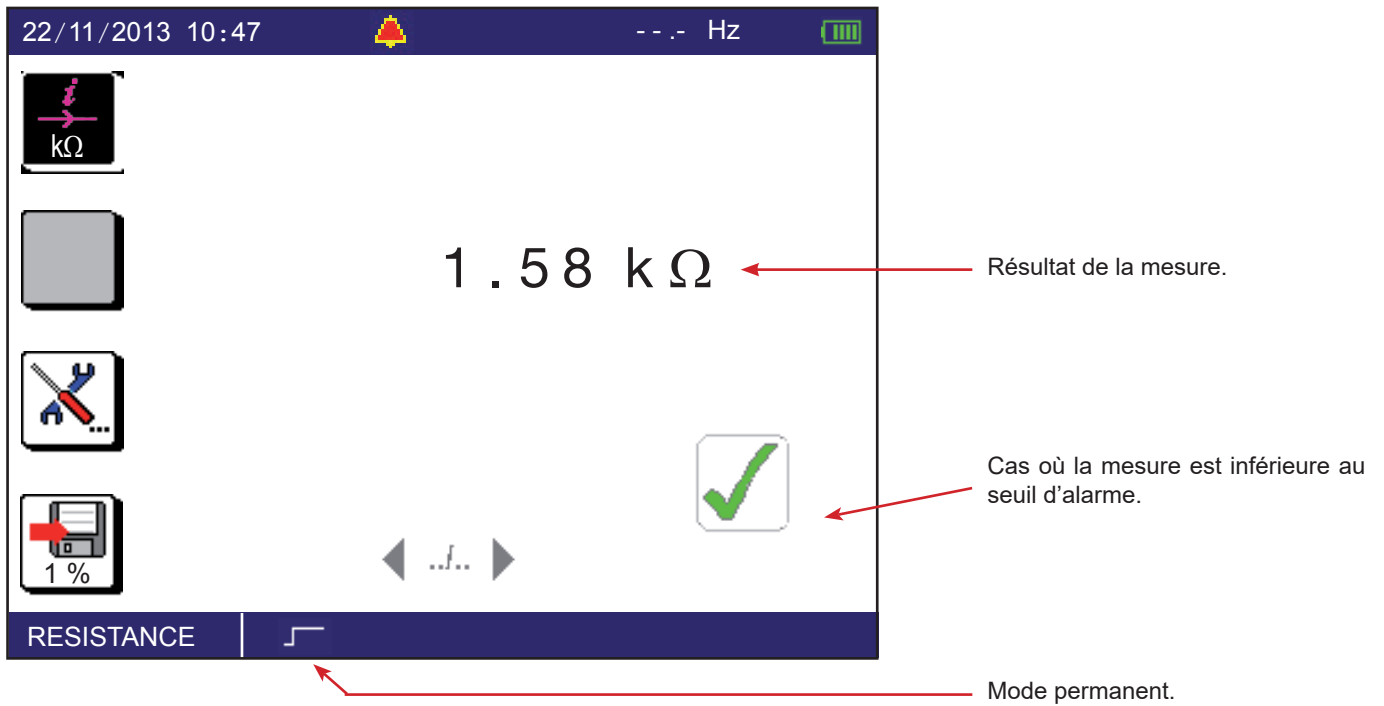 22/11/2013 10:47 --.- Hz
i
kΩ
1.58 kΩ
Résultat de la mesure.
...
Cas où la mesure est inférieure au
seuil d'alarme.
1 %
../..
RESISTANCE
Mode permanent.